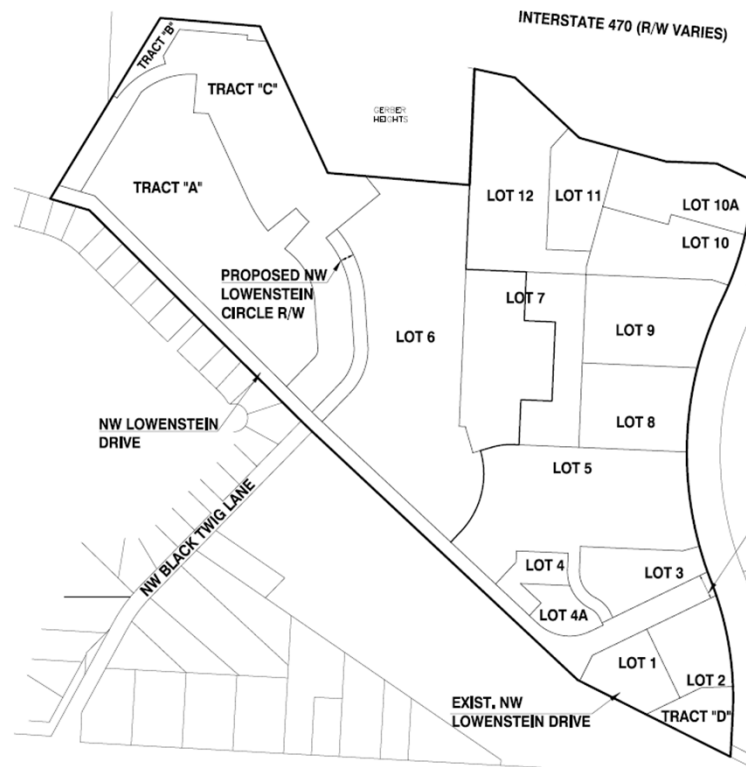 INTERSTATE 470 (R/W VARIES)
TRACT "B"
TRACT "C"
GERBER
HEIGHTS
TRACT "A"
LOT 12
LOT 11
LOT 10A
LOT 10
PROPOSED NW
LOWENSTEIN
CIRCLE R/W
LOT 7
LOT 6
LOT 9
NW LOWENSTEIN
DRIVE
LOT 8
LOT 5
NW BLACK TWIG LANE
LOT 4
LOT 3
LOT 4A
LOT 1
LOT 2
EXIST. NW
LOWENSTEIN DRIVE
TRACT "D"